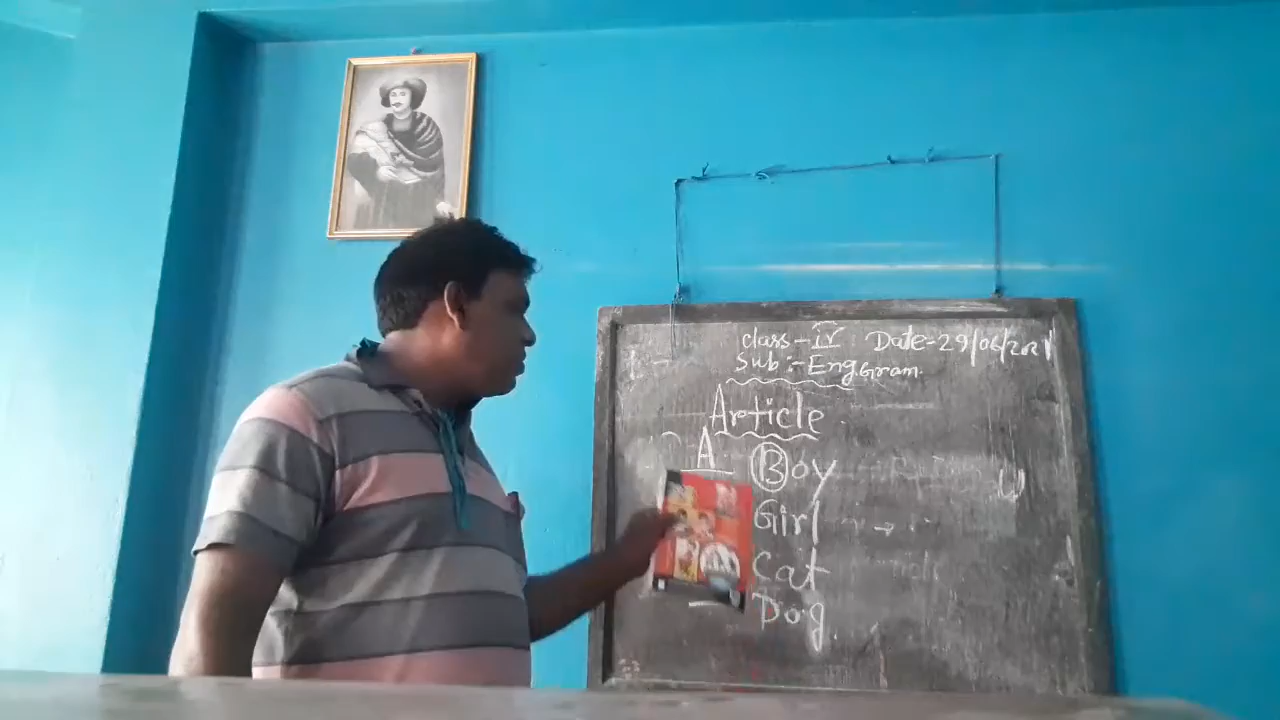 class - IV Date-29/06/2021
Sub :- Eng.Gram.
Article
A Boy
Girl
Cat
Dog